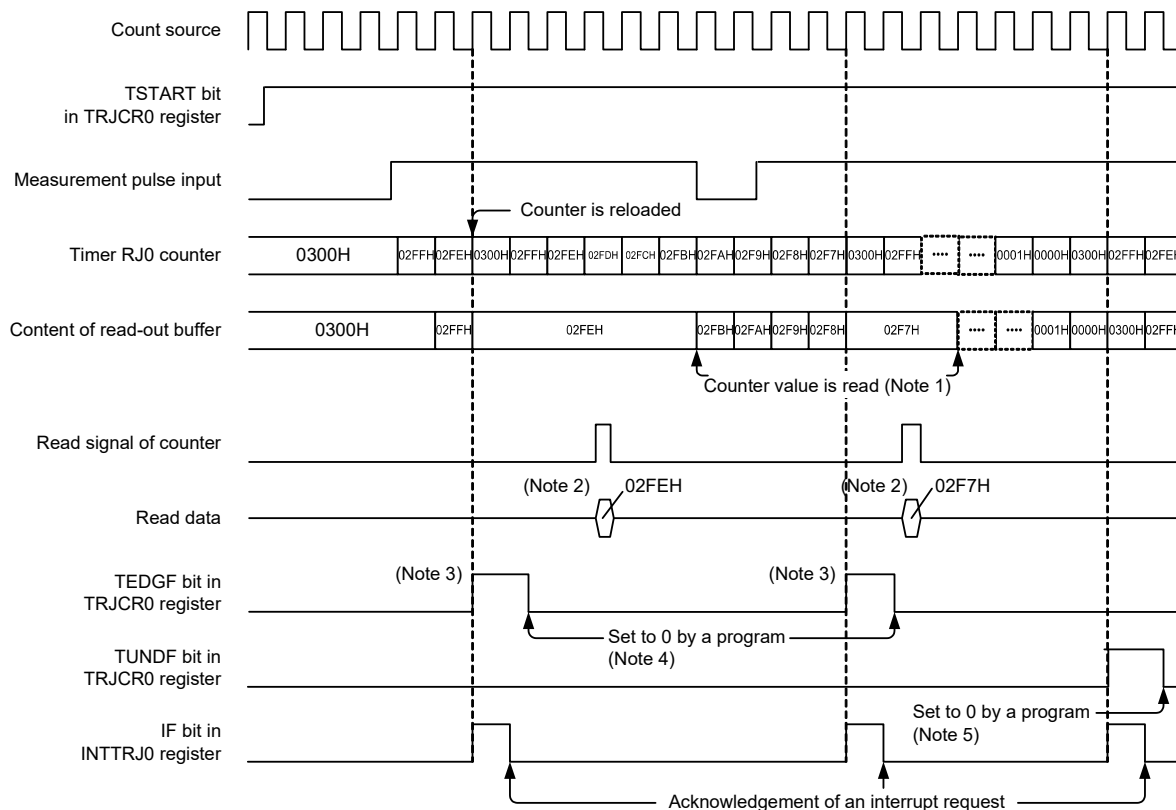 Count source
TSTART bit
in TRJCR0 register
Measurement pulse input
Counter is reloaded
Timer RJ0 counter
0300H 02FFH 02FEH 0300H 02FFH 02FEH 02FDH 02FCH 02FBH 02FAH 02F9H 02F8H 02F7H 0300H 02FFH .... .... 0001H 0000H 0300H 02FFH 02FEH
Content of read-out buffer
0300H 02FFH 02FEH 02FBH 02FAH 02F9H 02F8H 02F7H .... .... 0001H 0000H 0300H 02FFH
Counter value is read (Note 1)
Read signal of counter
(Note 2) 02FEH (Note 2) 02F7H
Read data
TEDGF bit in
TRJCR0 register
(Note 3) (Note 3)
Set to 0 by a program
(Note 4)
TUNDF bit in
TRJCR0 register
Set to 0 by a program
(Note 5)
IF bit in
INTTRJ0 register
Acknowledgement of an interrupt request